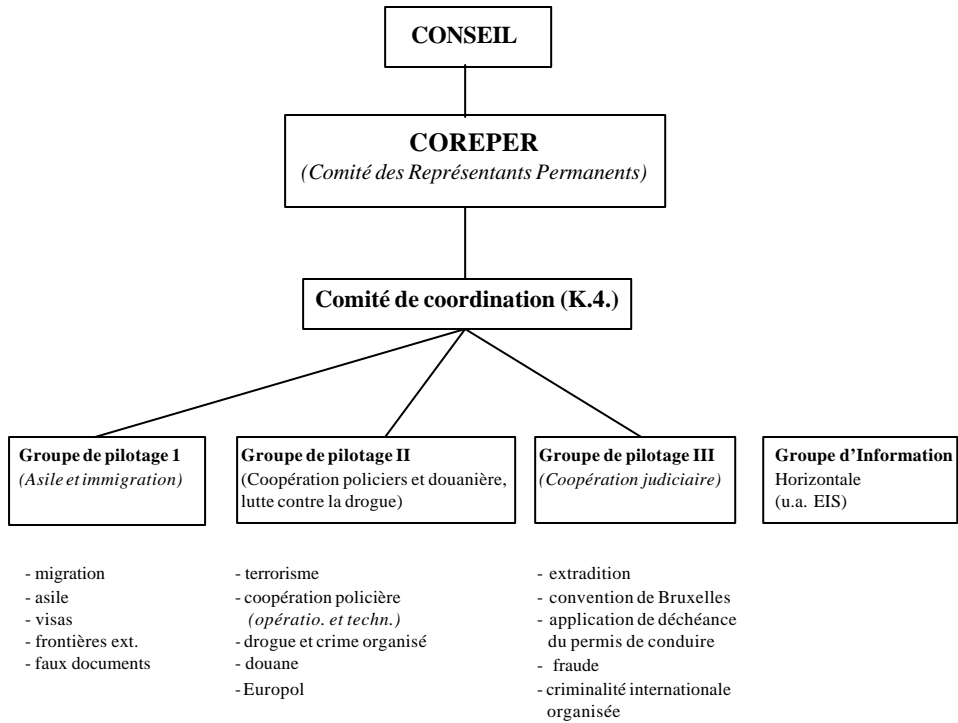 CONSEIL
COREPER
(Comité des Représentants Permanents)
Comité de coordination (K.4.)
Groupe de pilotage 1
(Asile et immigration)
Groupe de pilotage II
(Coopération policiers et douanière,
lutte contre la drogue)
Groupe de pilotage III
(Coopération judiciaire)
Groupe d'Information
Horizontale
(u.a. EIS)
- migration
- asile
- visas
- frontières ext.
- faux documents
- terrorisme
- coopération policière
(opératio. et techn.)
- drogue et crime organisé
- douane
- Europol
- extradition
- convention de Bruxelles
- application de déchéance
du permis de conduire
- fraude
- criminalité internationale
organisée